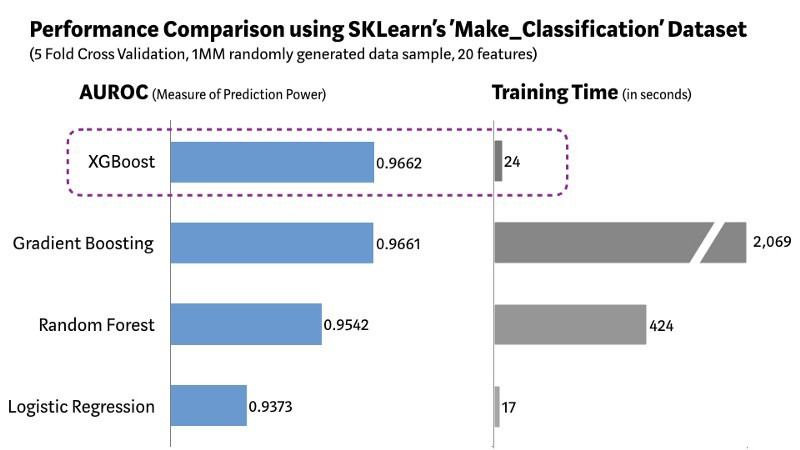 Performance Comparison using SKLearn's 'Make_Classification' Dataset
(5 Fold Cross Validation, 1MM randomly generated data sample, 20 features)
AUROC (Measure of Prediction Power)
Training Time (in seconds)
XGBoost 0.9662 24
Gradient Boosting 0.9661 2,069
Random Forest 0.9542 424
Logistic Regression 0.9373 17